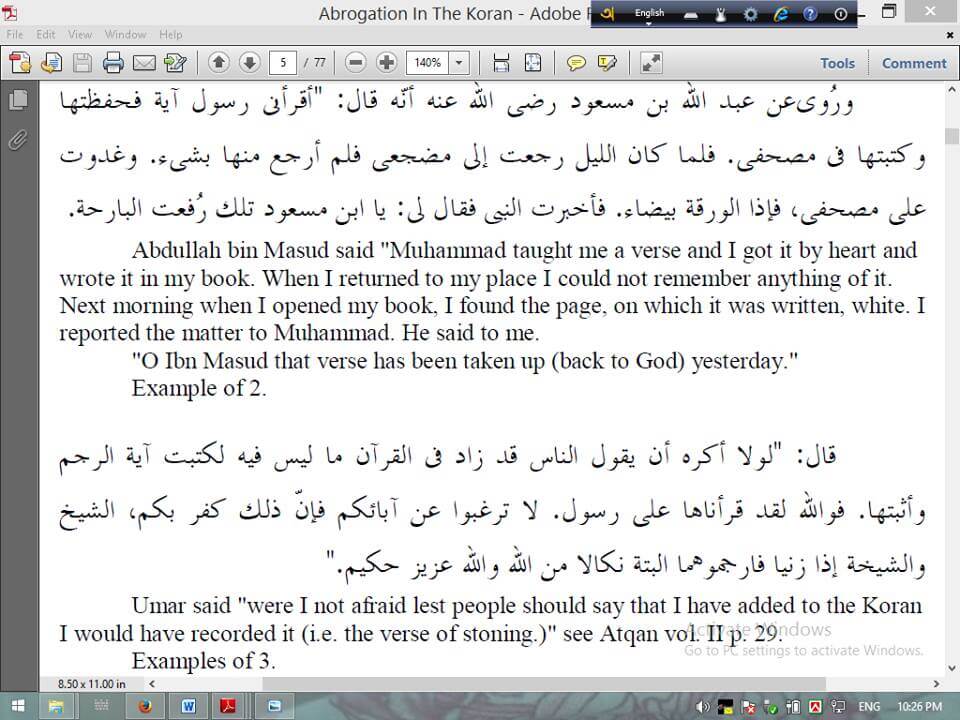 Abrogation In The Koran - Adobe R
English
File Edit View Window Help
5 / 77 140% Tools Comment
ورُوى عن عبد الله بن مسعود رضى الله عنه أنّه قال: "أقرأنى رسول آية فحفظتها
وكتبتها فى مصحفى. فلما كان الليل رجعت إلى مضجعى فلم أرجع منها بشىء. وغدوت
على مصحفى، فإذا الورقة بيضاء. فأخبرت النبى فقال لى: يا ابن مسعود تلك رُفعت البارحة.
Abdullah bin Masud said "Muhammad taught me a verse and I got it by heart and
wrote it in my book. When I returned to my place I could not remember anything of it.
Next morning when I opened my book, I found the page, on which it was written, white. I
reported the matter to Muhammad. He said to me.
"O Ibn Masud that verse has been taken up (back to God) yesterday."
Example of 2.
قال: "لولا أكره أن يقول الناس قد زاد فى القرآن ما ليس فيه لكتبت آية الرجم
وأثبتها. فوالله لقد قرأناها على رسول. لا ترغبوا عن آبائكم فإنّ ذلك كفر بكم، الشيخ
والشيخة إذا زنيا فارجموهما البتة نكالا من الله والله عزيز حكيم."
Umar said "were I not afraid lest people should say that I have added to the Koran
I would have recorded it (i.e. the verse of stoning.)" see Atqan vol. II p. 29.
Examples of 3.
Activate Windows
Go to PC settings to activate Windows.
8.50 x 11.00 in
ENG 10:26 PM